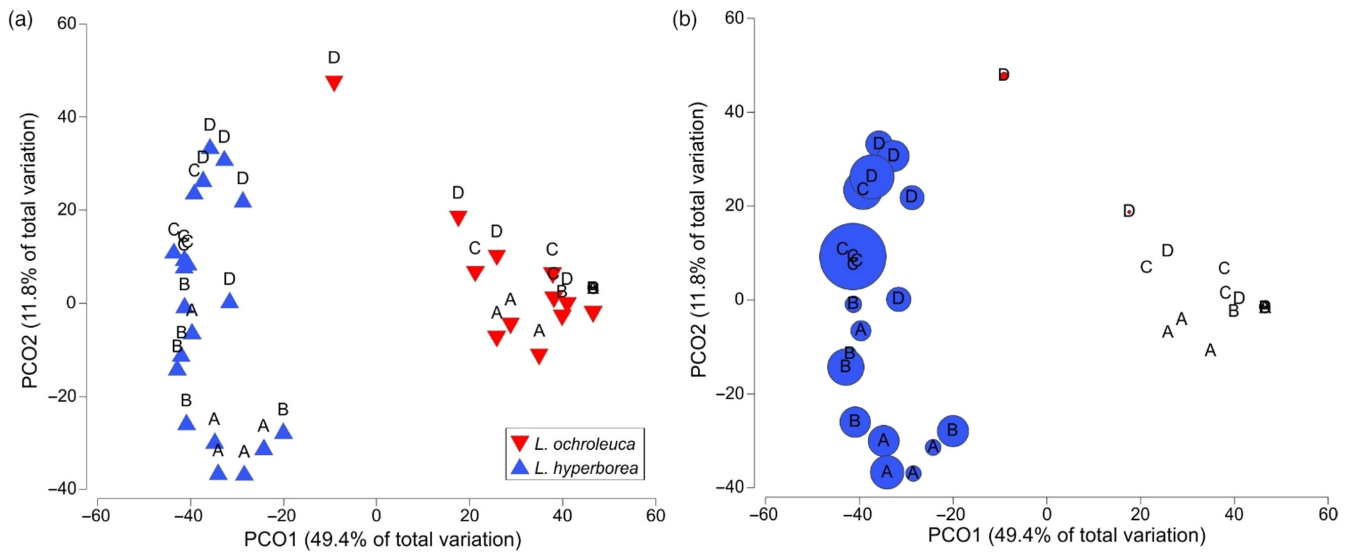 (a)
60
40
20
0
−20
−40
−60
−40
−20
0
20
40
60
PCO2 (11.8% of total variation)
PCO1 (49.4% of total variation)
D
D
D
D
C
D
C
C
C
C
B
D
A
B
B
B
A
A
A
A
B
D
D
C
C
C
D
B
A
A
A
L. ochroleuca
L. hyperborea
(b)
60
40
20
0
−20
−40
−60
−40
−20
0
20
40
60
PCO2 (11.8% of total variation)
PCO1 (49.4% of total variation)
D
D
D
D
C
D
C
C
C
C
B
D
A
B
B
B
A
A
A
A
B
D
D
C
C
C
D
B
A
A
A